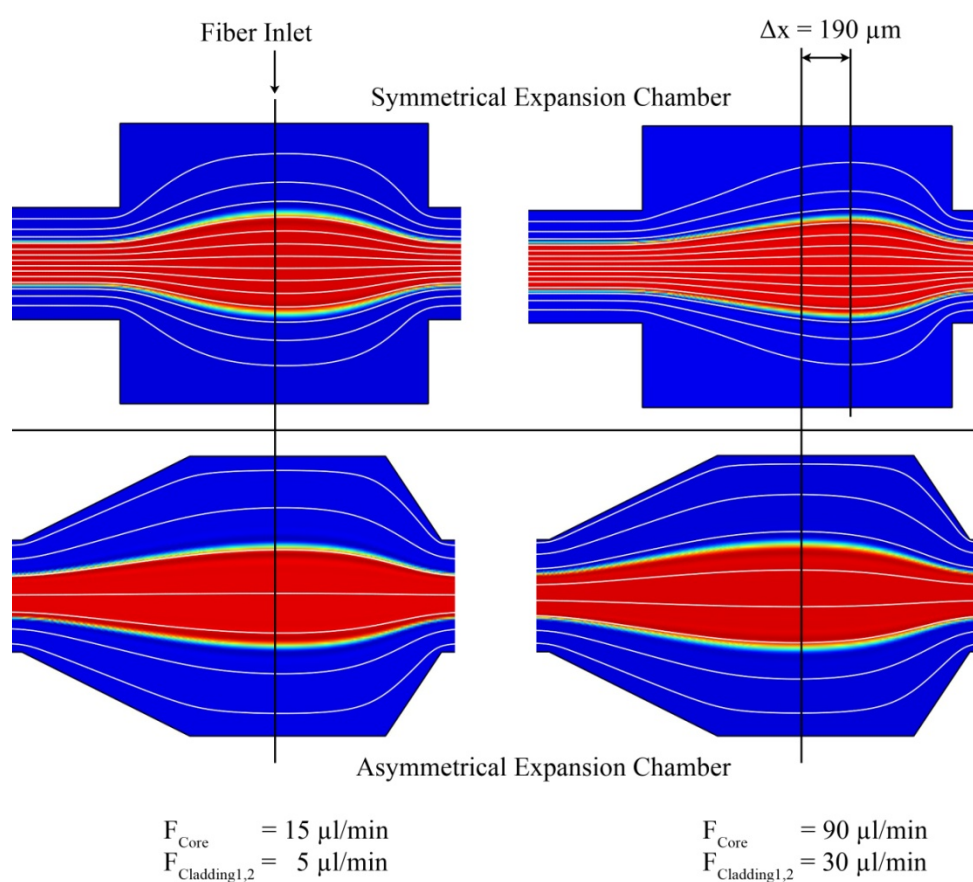 Fiber Inlet
Δx = 190 µm
Symmetrical Expansion Chamber
Asymmetrical Expansion Chamber
F_Core = 15 µl/min
F_Cladding1,2 = 5 µl/min
F_Core = 90 µl/min
F_Cladding1,2 = 30 µl/min